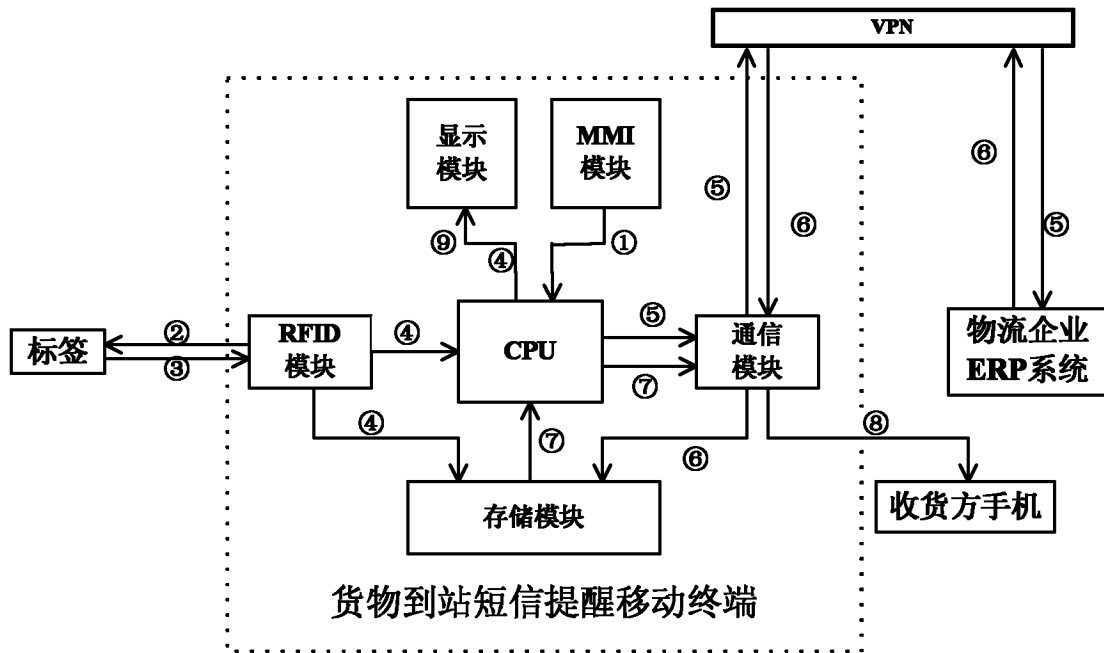 VPN
显示
模块
MMI
模块
⑤
⑥
⑥
⑤
⑨
④
①
标签
②
③
RFID
模块
④
CPU
⑤
⑦
通信
模块
物流企业
ERP系统
④
⑦
⑥
⑧
存储模块
收货方手机
货物到站短信提醒移动终端